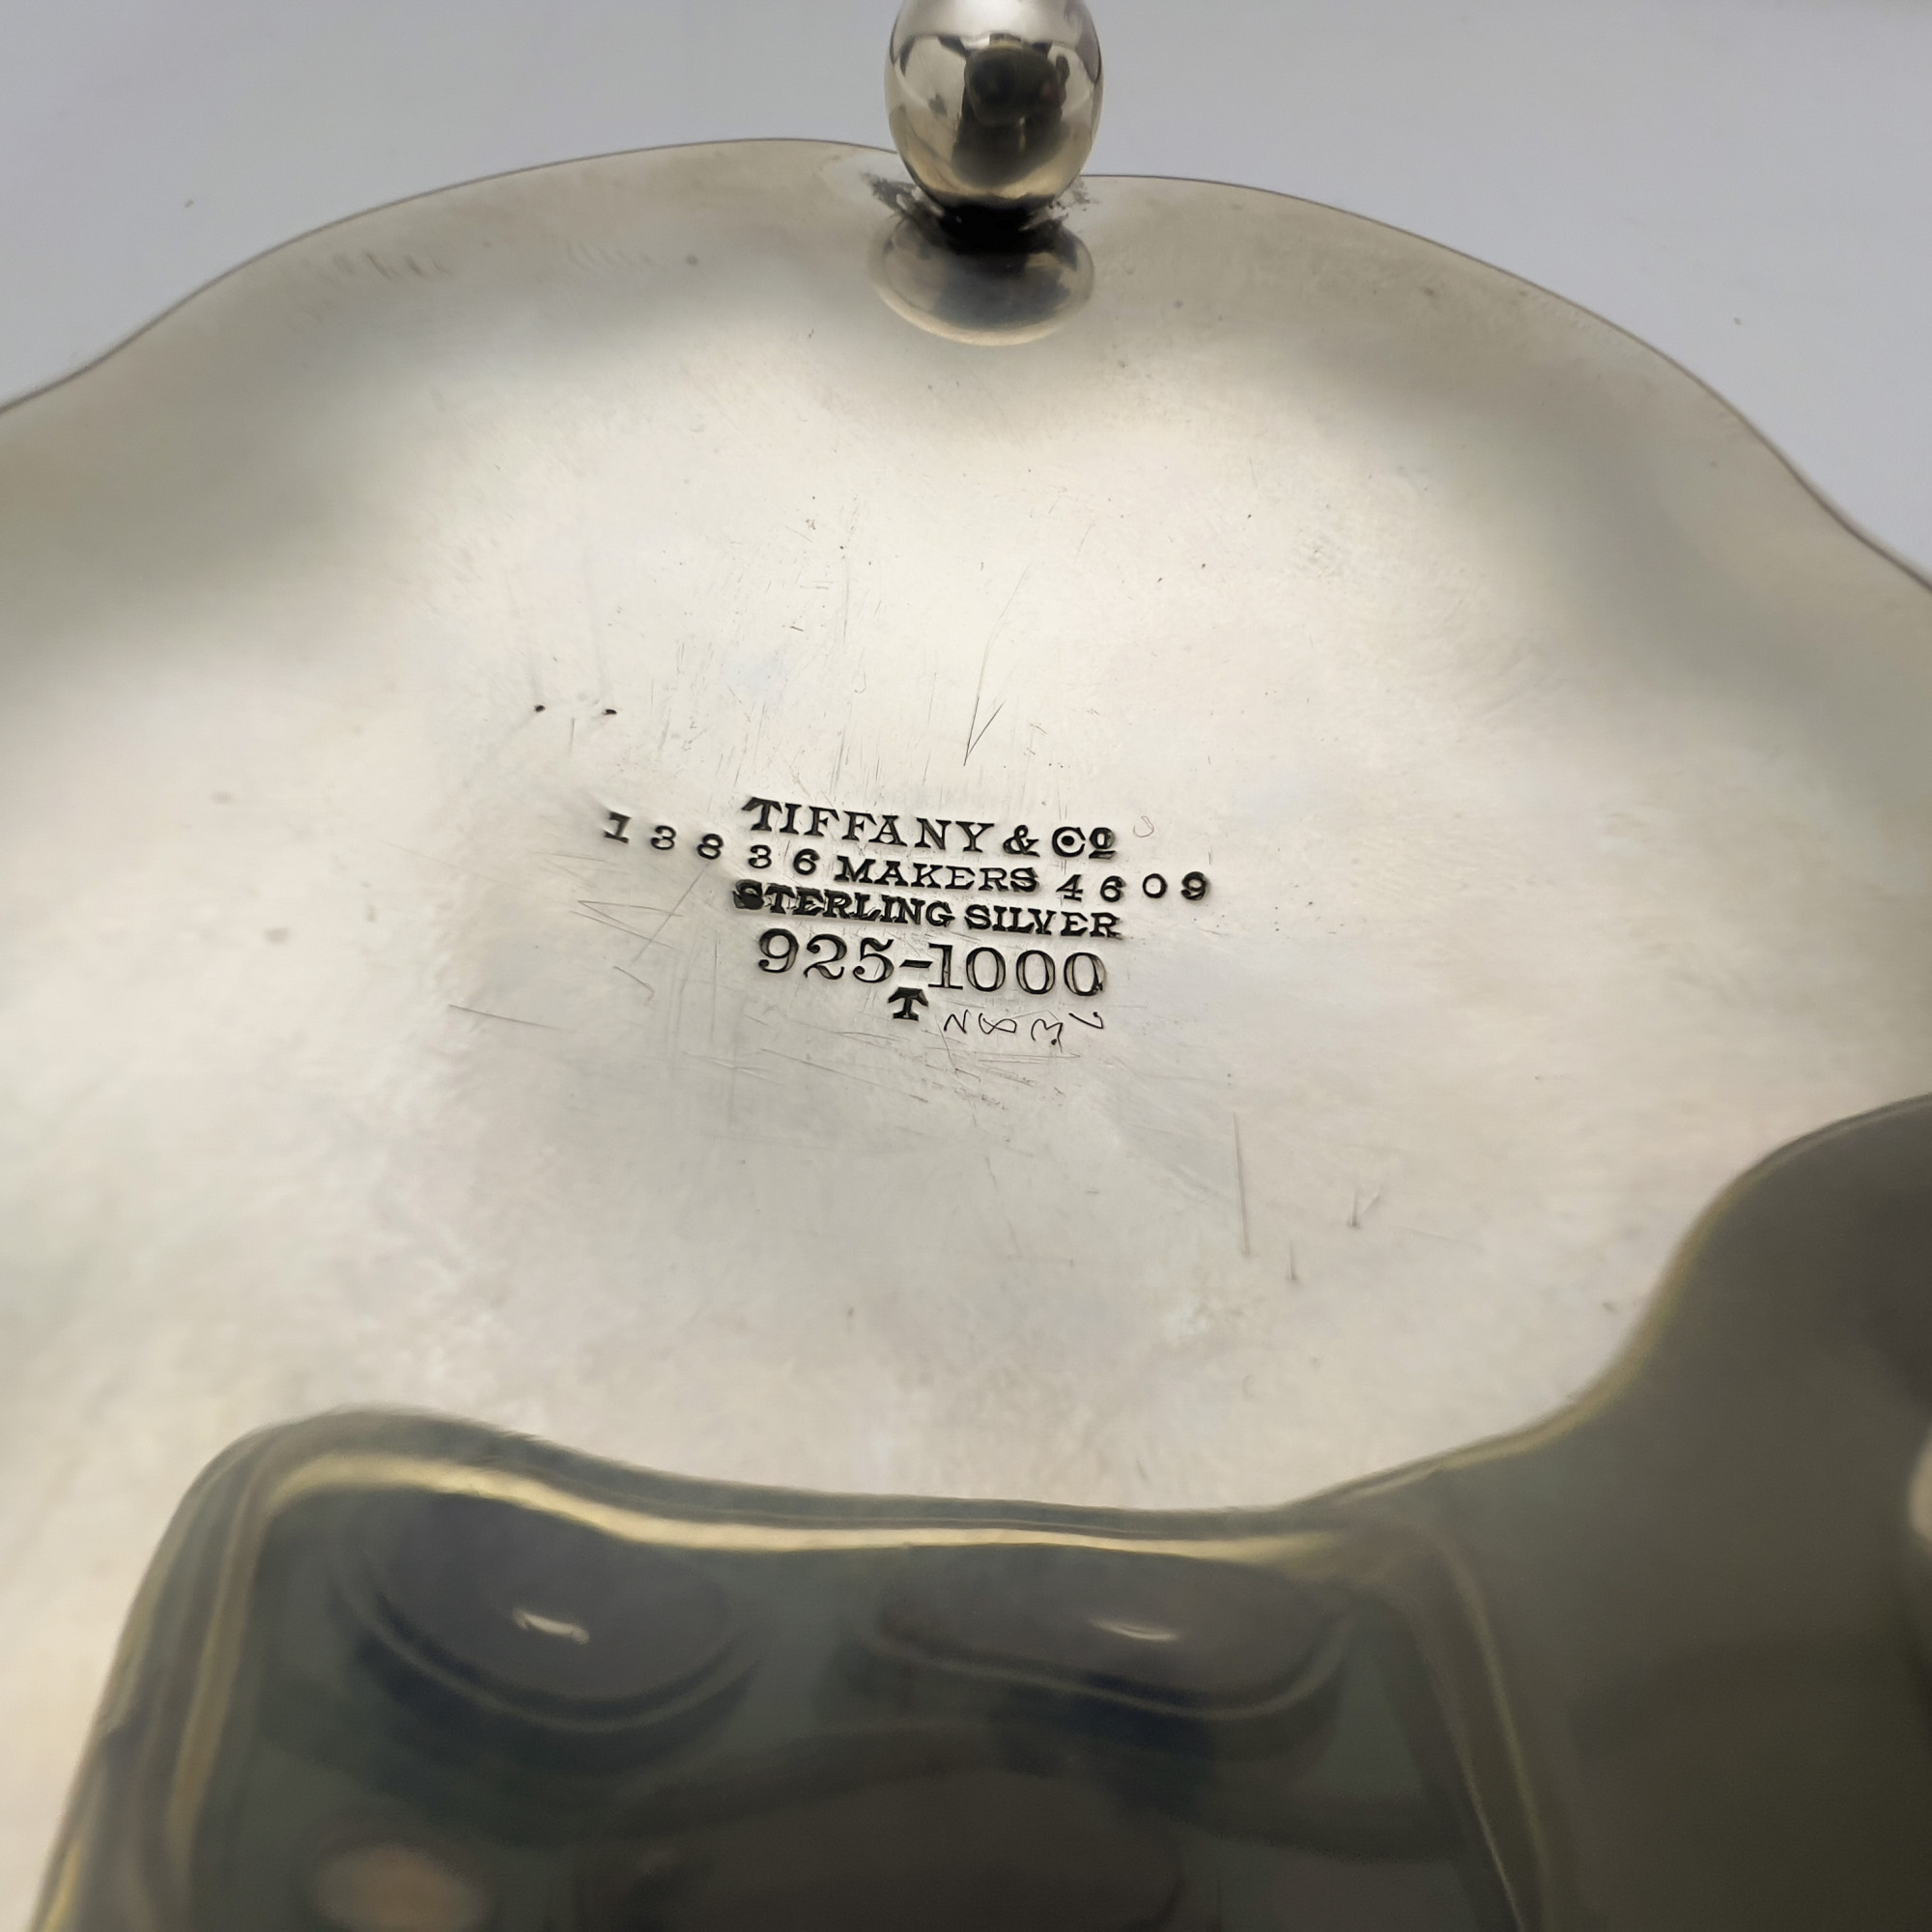 TIFFANY & Cº
13836 MAKERS 4609
STERLING SILVER
925-1000
T